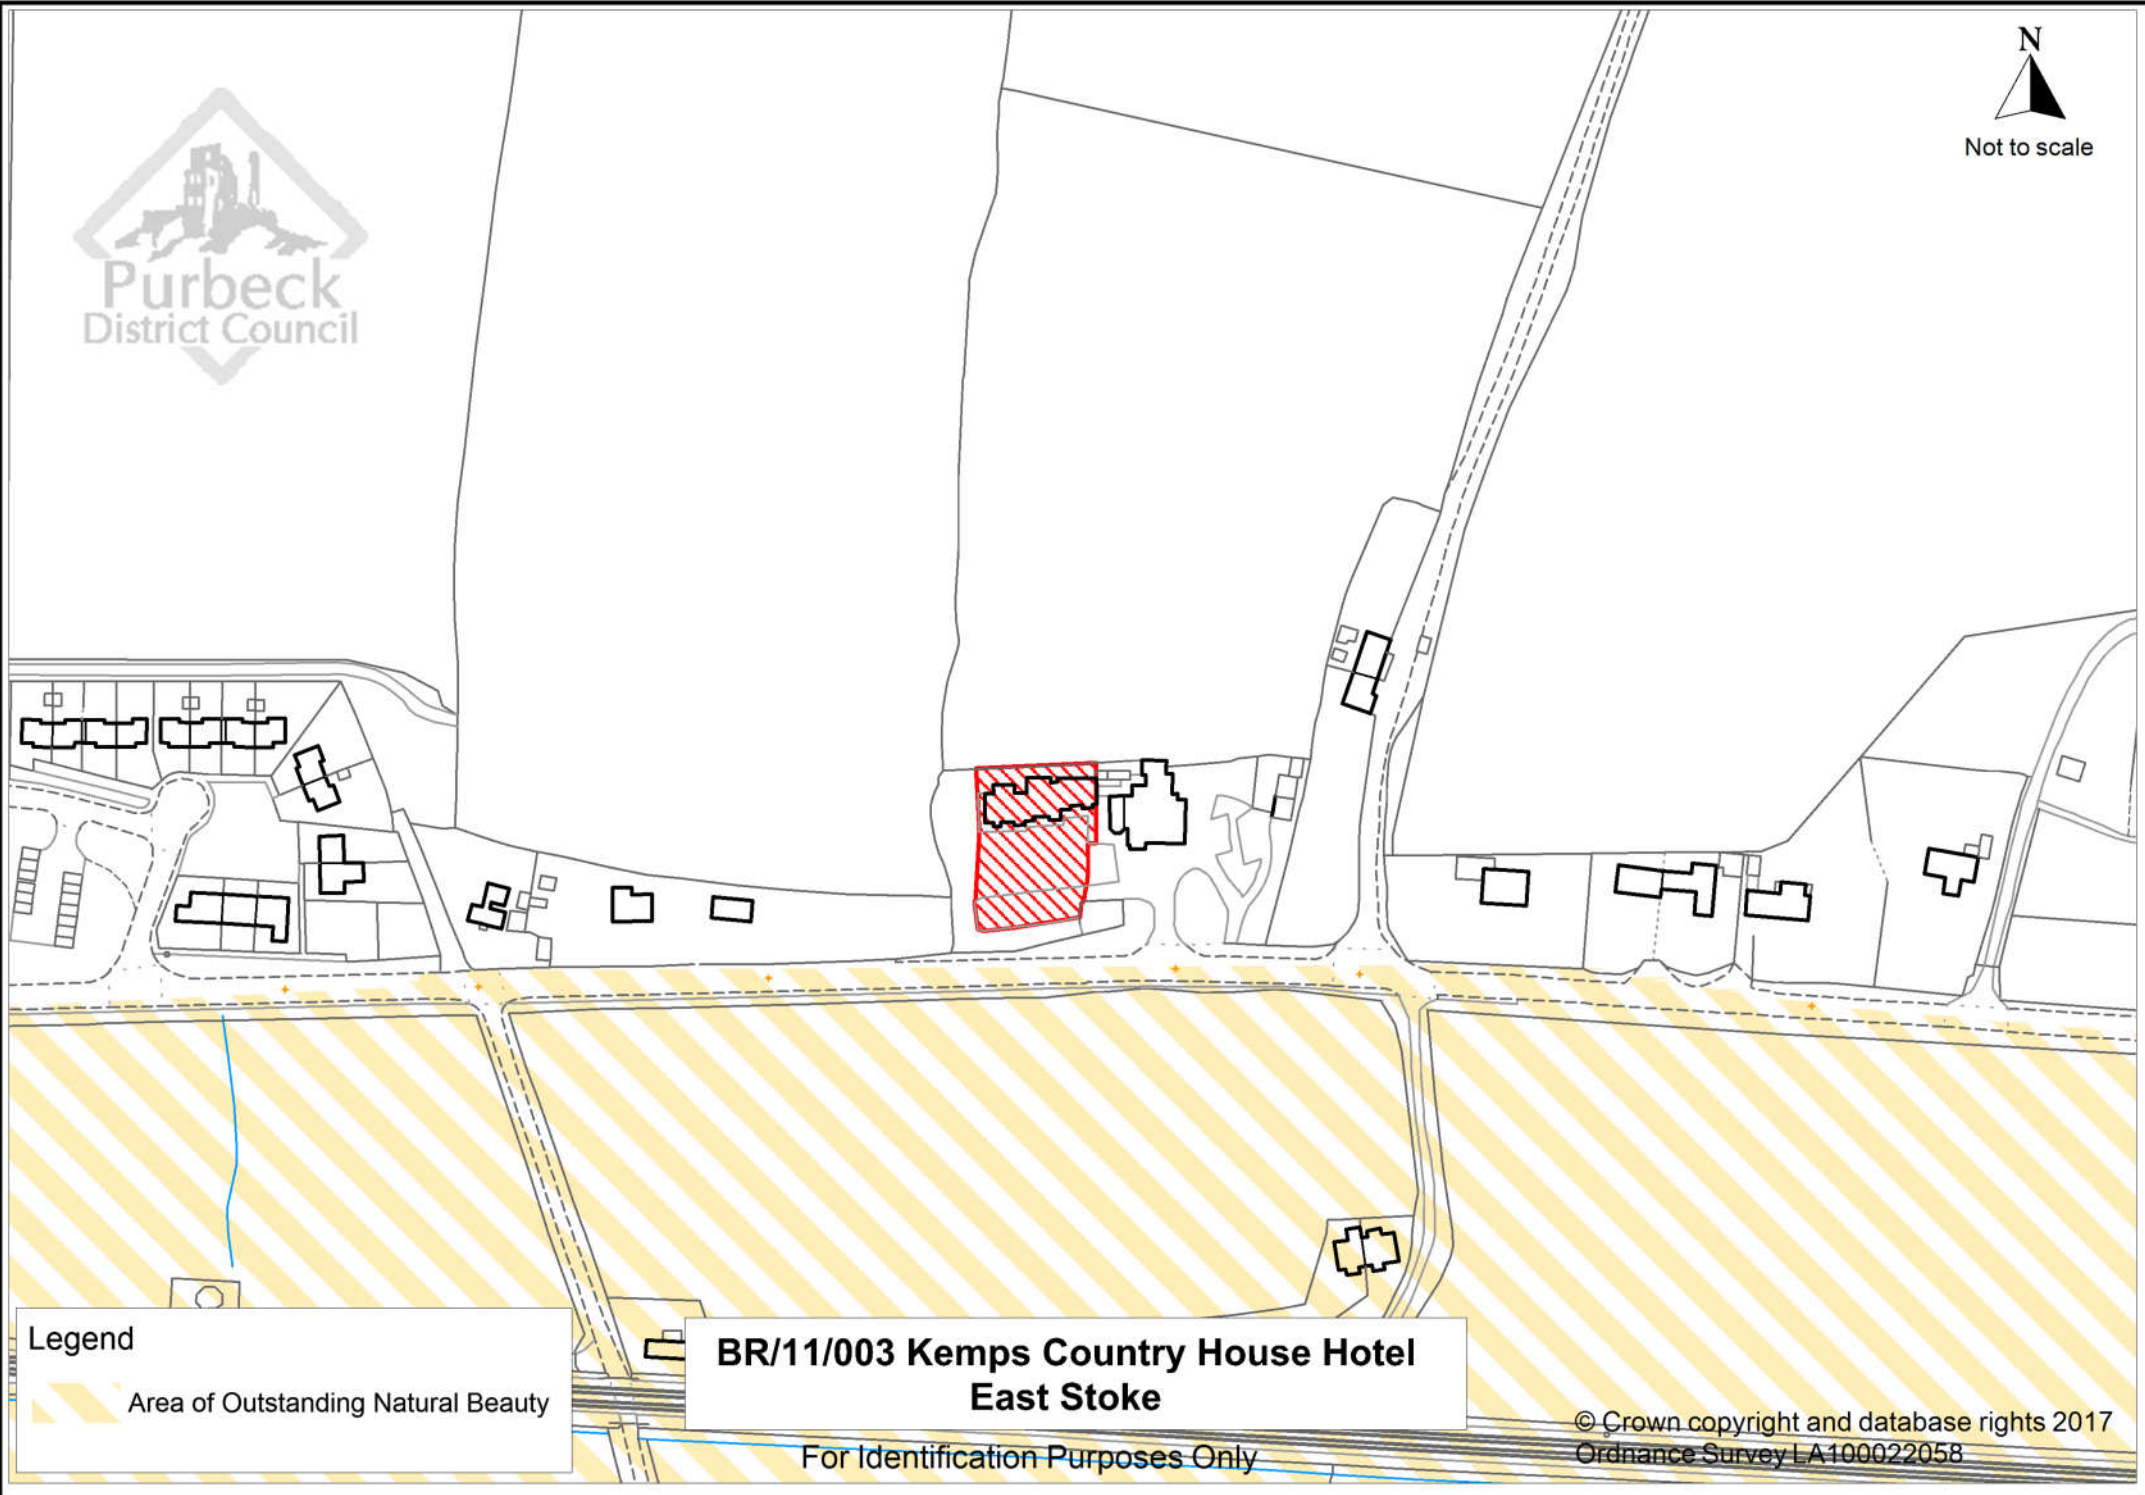 N
Not to scale
Purbeck
District Council
Legend
Area of Outstanding Natural Beauty
BR/11/003 Kemps Country House Hotel
East Stoke
For Identification Purposes Only
© Crown copyright and database rights 2017
Ordnance Survey LA100022058